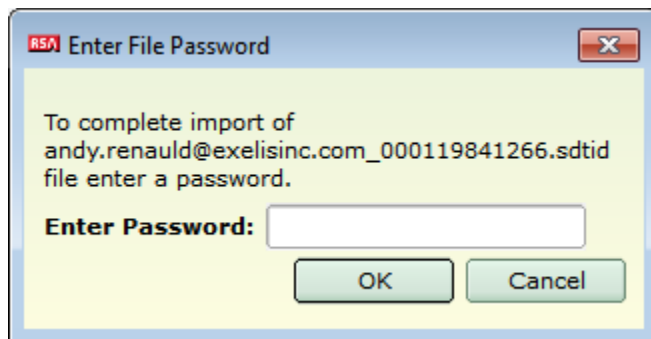 RSA Enter File Password
To complete import of
andy.renauld@exelisinc.com_000119841266.sdtid
file enter a password.
Enter Password:
OK Cancel